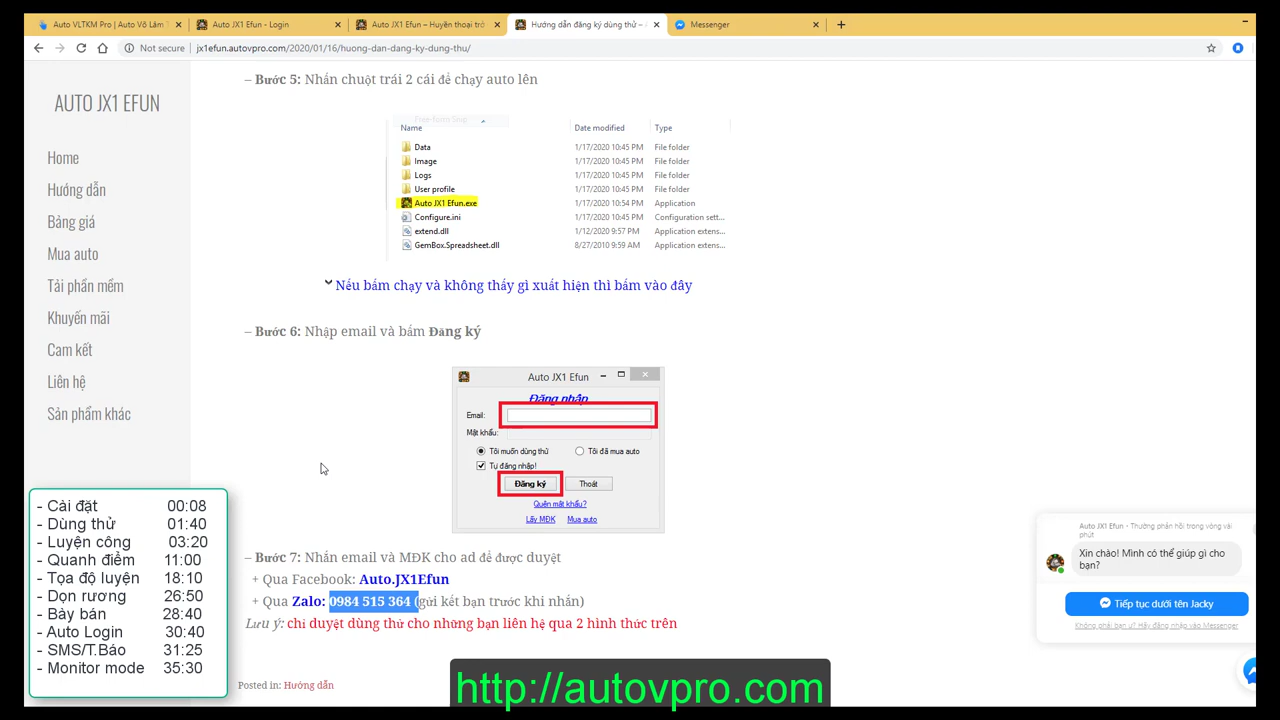 Auto VLTKM Pro | Auto Võ Lâm
Auto JX1 Efun - Login
Auto JX1 Efun – Huyền thoại trở
Hướng dẫn đăng ký dùng thử –
Messenger
Not secure
jx1efun.autovpro.com/2020/01/16/huong-dan-dang-ky-dung-thu/
AUTO JX1 EFUN
Home
Hướng dẫn
Bảng giá
Mua auto
Tải phần mềm
Khuyến mãi
Cam kết
Liên hệ
Sản phẩm khác
– Bước 5: Nhấn chuột trái 2 cái để chạy auto lên
Name Date modified Type
Data 1/17/2020 10:45 PM File folder
Image 1/17/2020 10:45 PM File folder
Logs 1/17/2020 10:45 PM File folder
User profile 1/17/2020 10:45 PM File folder
Auto JX1 Efun.exe 1/17/2020 10:54 PM Application
Configure.ini 1/17/2020 10:45 PM Configuration sett...
extend.dll 1/12/2020 9:57 PM Application extens...
GemBox.Spreadsheet.dll 8/27/2010 9:59 AM Application extens...
Nếu bấm chạy và không thấy gì xuất hiện thì bấm vào đây
– Bước 6: Nhập email và bấm Đăng ký
Auto JX1 Efun
Đăng nhập
Email:
Mật khẩu:
Tôi muốn dùng thử Tôi đã mua auto
Tự đăng nhập!
Đăng ký Thoát
Quên mật khẩu?
Lấy MĐK Mua auto
– Bước 7: Nhắn email và MĐK cho ad để được duyệt
+ Qua Facebook: Auto.JX1Efun
+ Qua Zalo: 0984 515 364 (gửi kết bạn trước khi nhắn)
Lưu ý: chỉ duyệt dùng thử cho những bạn liên hệ qua 2 hình thức trên
Posted in: Hướng dẫn
- Cài đặt 00:08
- Dùng thử 01:40
- Luyện công 03:20
- Quanh điểm 11:00
- Tọa độ luyện 18:10
- Dọn rương 26:50
- Bày bán 28:40
- Auto Login 30:40
- SMS/T.Báo 31:25
- Monitor mode 35:30
Auto JX1 Efun • Thường phản hồi trong vòng vài
phút
Xin chào! Mình có thể giúp gì cho
bạn?
Tiếp tục dưới tên Jacky
Không phải bạn ư? Hãy đăng nhập vào Messenger
http://autovpro.com